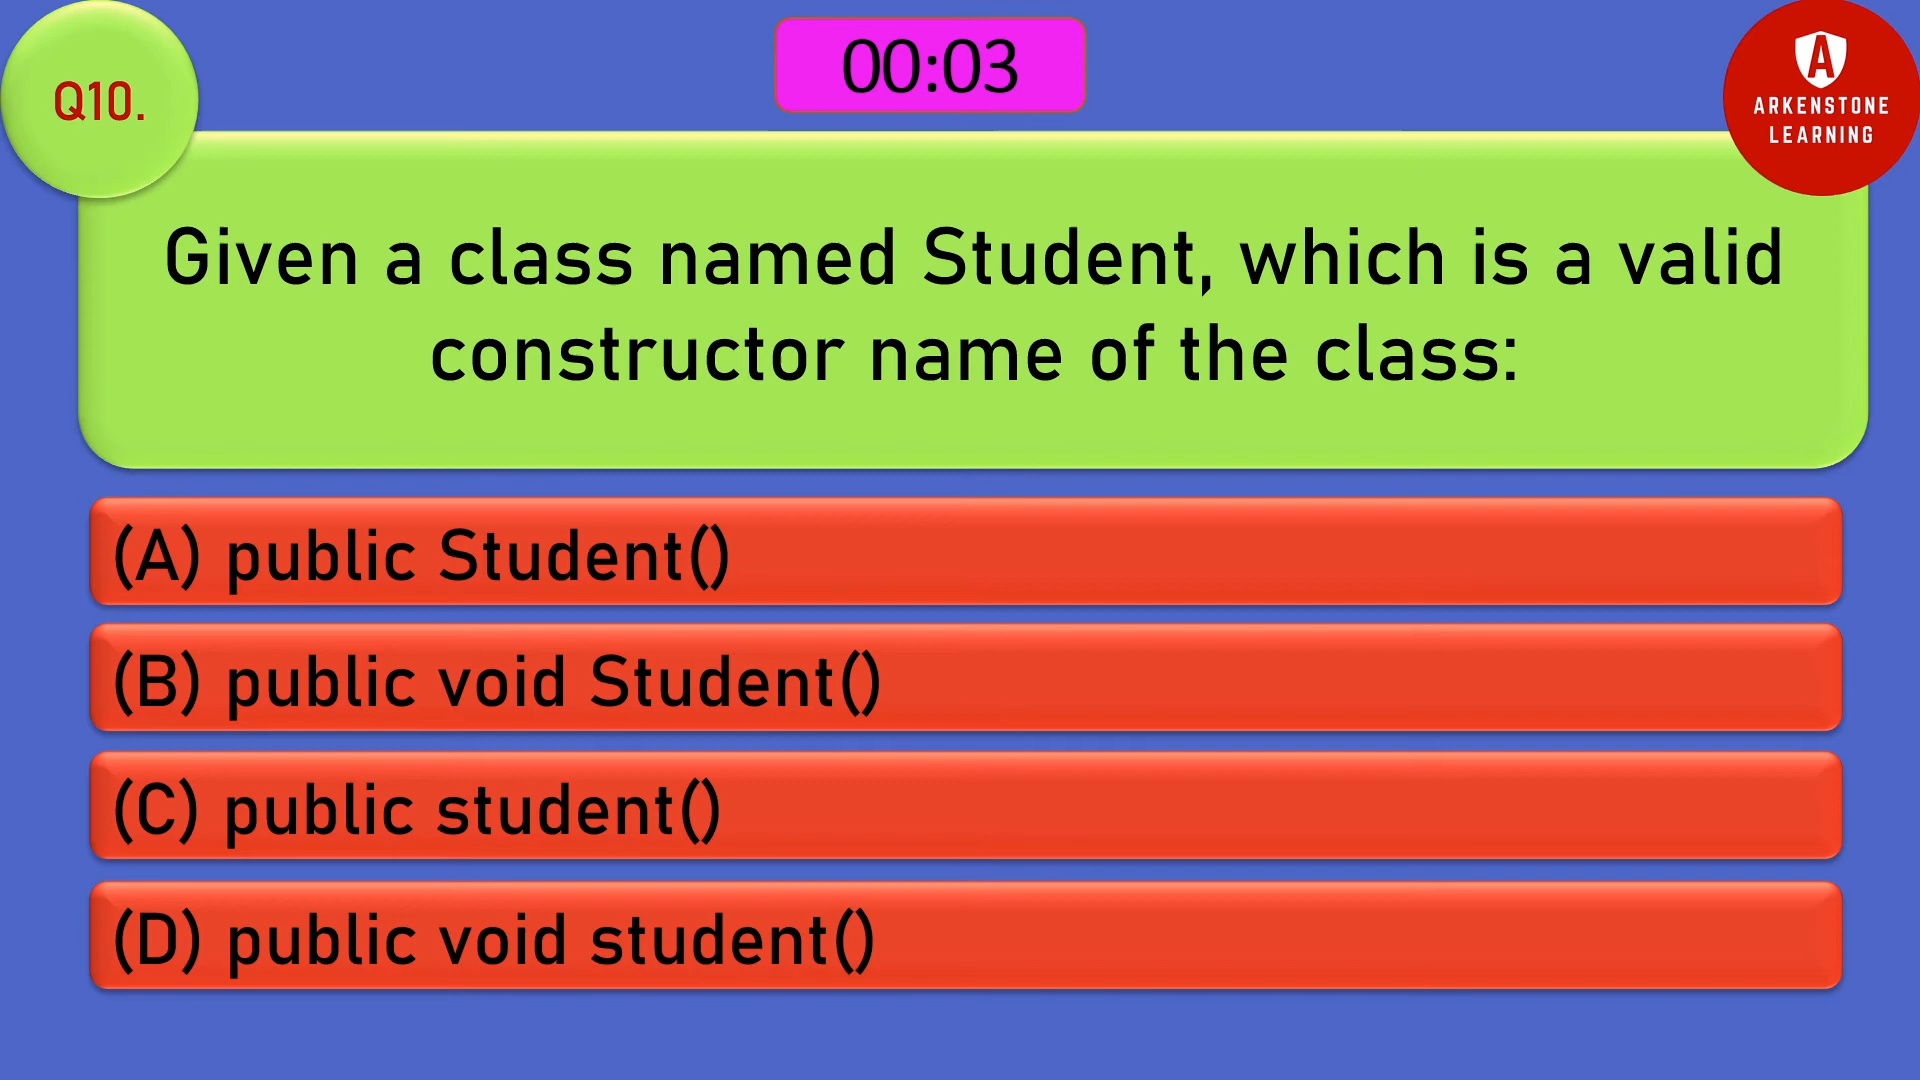 Q10.
00:03
A
ARKENSTONE
LEARNING
Given a class named Student, which is a valid
constructor name of the class:
(A) public Student()
(B) public void Student()
(C) public student()
(D) public void student()